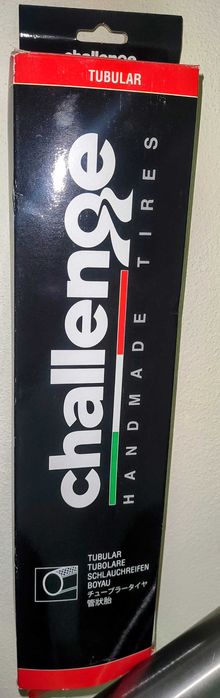 challenge
TUBULAR
challenge
HANDMADE TIRES
TUBULAR
TUBOLARE
SCHLAUCHREIFEN
BOYAU
チューブラータイヤ
管狀胎